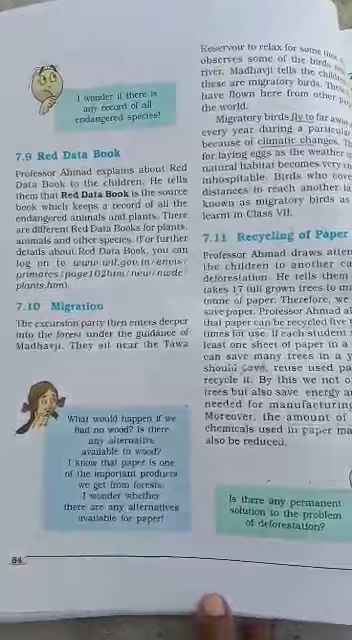 I wonder if there is
any record of all
endangered species!
7.9 Red Data Book
Professor Ahmad explains about Red
Data Book to the children. He tells
them that Red Data Book is the source
book which keeps a record of all the
endangered animals and plants. There
are different Red Data Books for plants,
animals and other species. (For further
details about Red Data Book, you can
log on to
plants.htm).
7.10 Migration
The excursion party then enters deeper
into the forest under the guidance of
Madhavji. They sit near the Tawa
What would happen if we
had no wood? Is there
any alternative
available to wood?
I know that paper is one
of the important products
we get from forests.
I wonder whether
there are any alternatives
available for paper!
84
Reservoir to relax for some
observes some of the birds
river. Madhavji tells the children
these are migratory birds.
have flown here from other
the world.
Migratory birds fly to far
every year during a particular
because of climatic changes.
for laying eggs as the weather
natural habitat becomes very
inhospitable. Birds who
distances to reach another
known as migratory birds as
learnt in Class VII.
7.11 Recycling of Paper
Professor Ahmad draws
the children to another
deforestation. He tells them
takes 17 full grown trees to
tonne of paper. Therefore, we
save paper. Professor
that paper can be recycled five
times for use. If each student
least one sheet of paper in a
can save many trees in a
should save, reuse used
recycle it. By this we not
trees but also save energy
needed for manufacturing
Moreover, the amount of
chemicals used in paper
also be reduced.
Is there any permanent
solution to the problem
of deforestation?